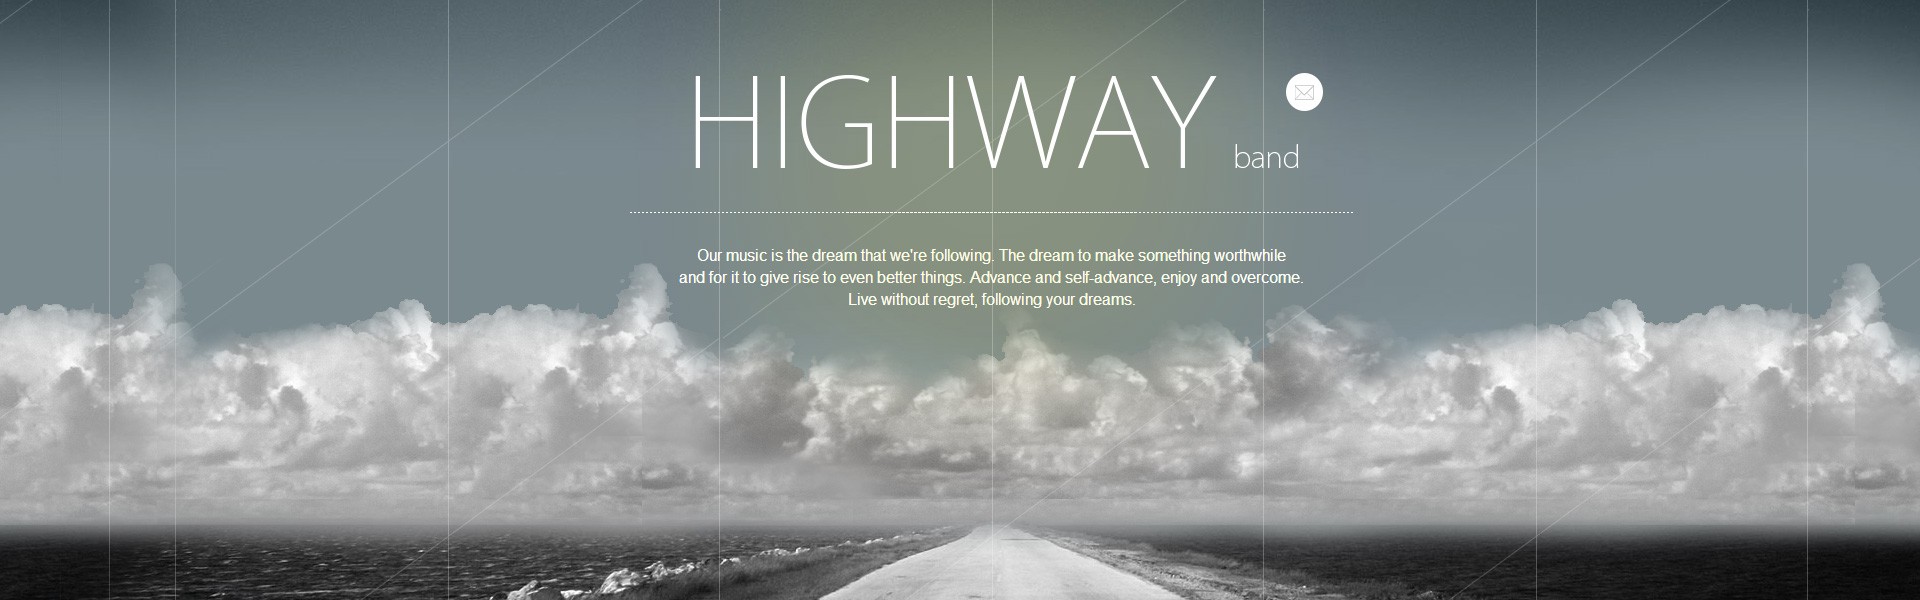 HIGHWAY band
Our music is the dream that we're following. The dream to make something worthwhile
and for it to give rise to even better things. Advance and self-advance, enjoy and overcome.
Live without regret, following your dreams.